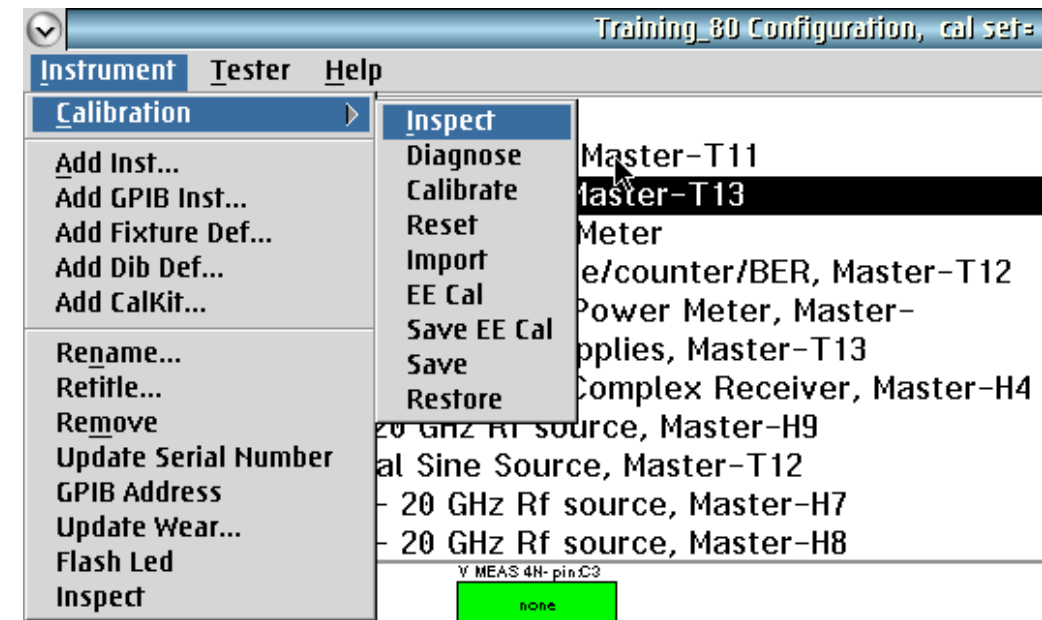 Training_80 Configuration, cal set=
Instrument Tester Help
Calibration
Add Inst...
Add GPIB Inst...
Add Fixture Def...
Add Dib Def...
Add CalKit...
Rename...
Retitle...
Remove
Update Serial Number
GPIB Address
Update Wear...
Flash Led
Inspect
Inspect
Diagnose
Calibrate
Reset
Import
EE Cal
Save EE Cal
Save
Restore
Master-T11
Master-T13
Meter
e/counter/BER, Master-T12
Power Meter, Master-
pplies, Master-T13
Complex Receiver, Master-H4
20 GHz Rf source, Master-H9
al Sine Source, Master-T12
- 20 GHz Rf source, Master-H7
- 20 GHz Rf source, Master-H8
V MEAS 4H- pin:C3
none